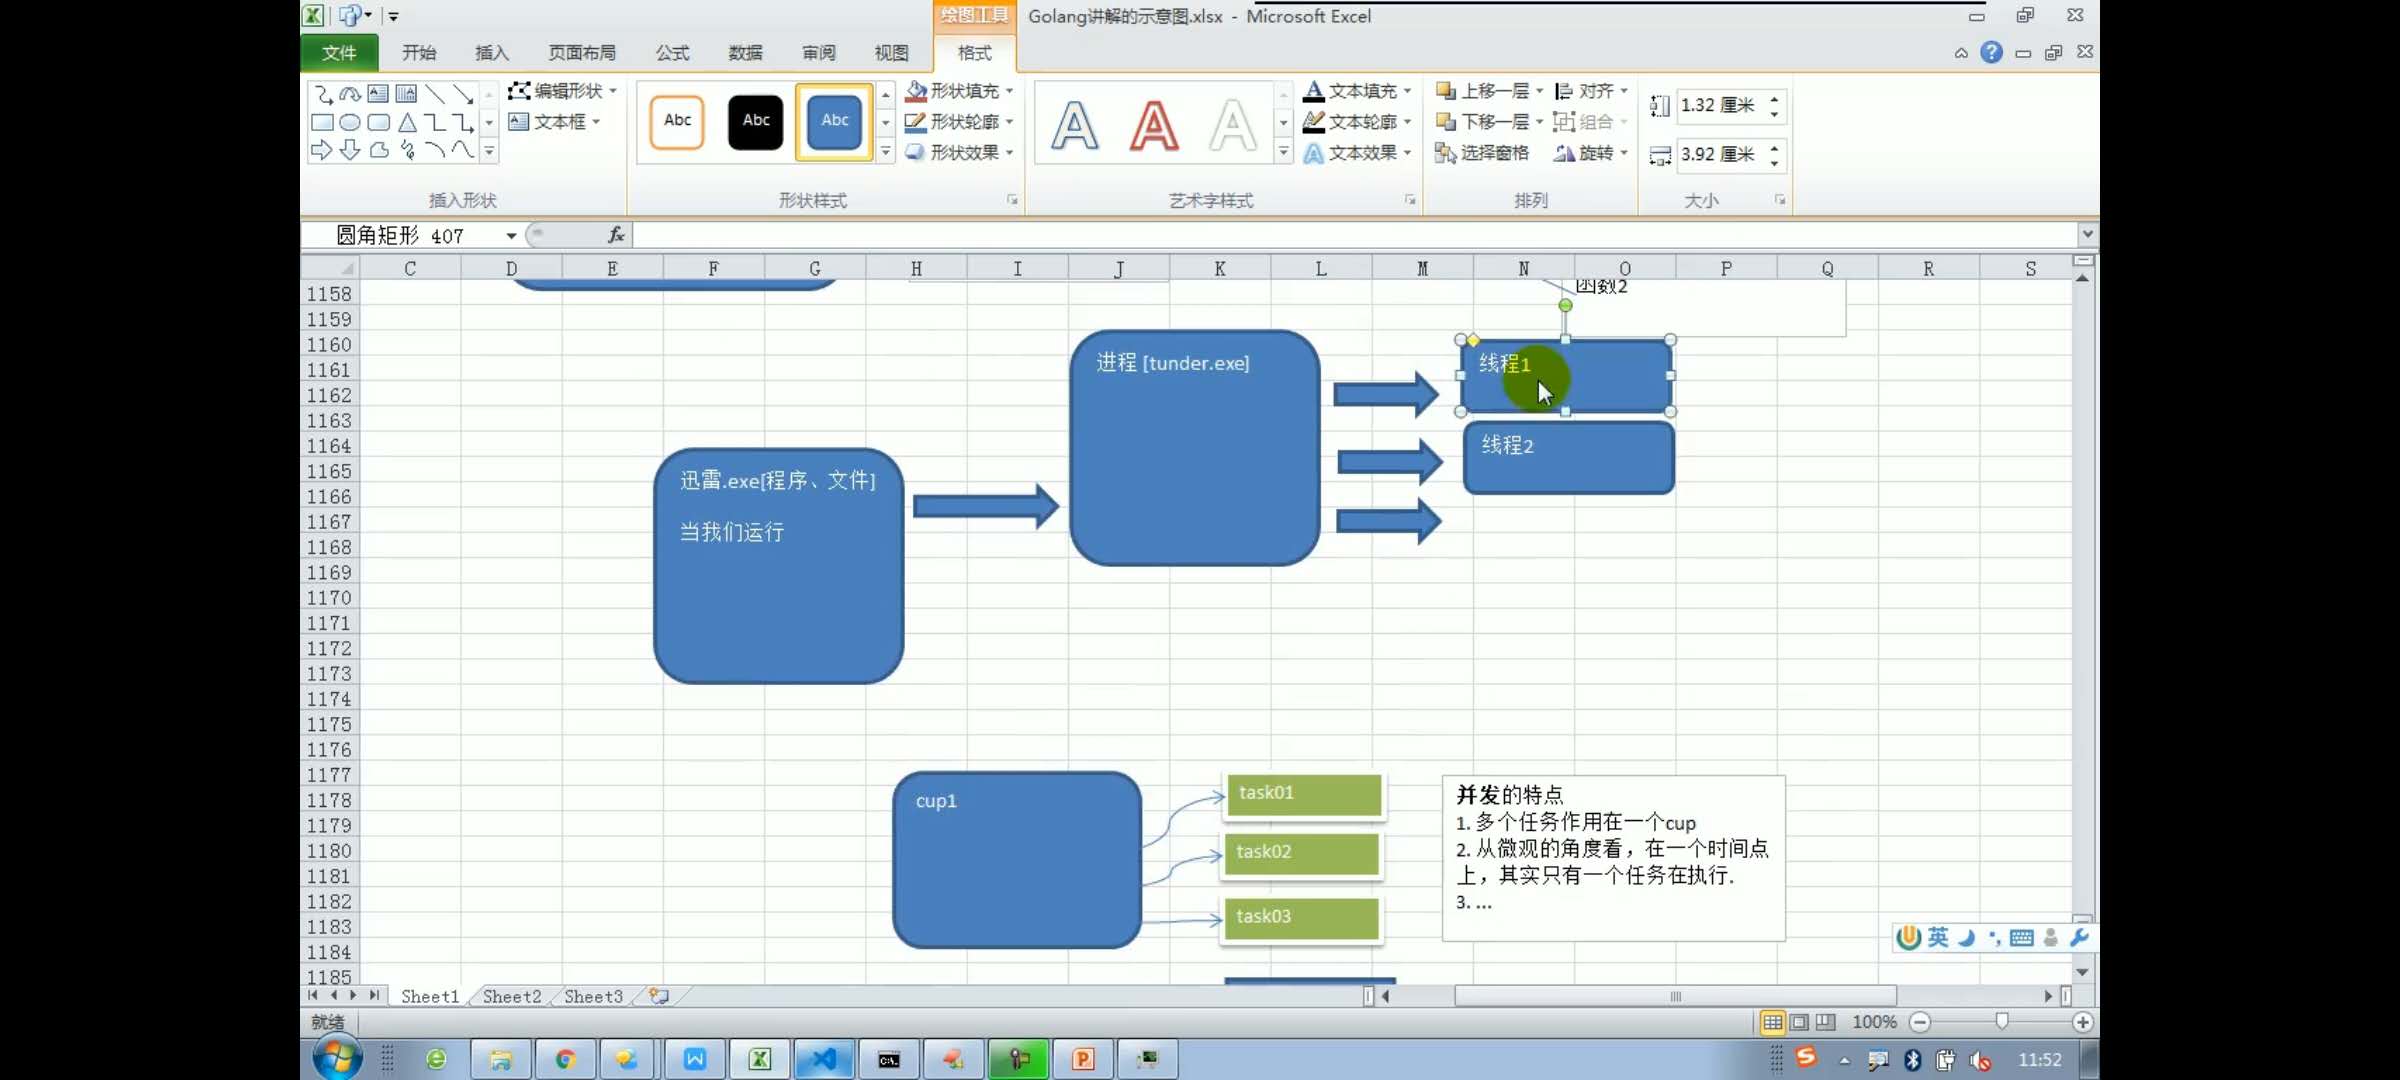 绘图工具
Golang讲解的示意图.xlsx - Microsoft Excel
文件 开始 插入 页面布局 公式 数据 审阅 视图 格式
编辑形状
文本框
插入形状
Abc Abc Abc
形状填充
形状轮廓
形状效果
形状样式
文本填充
文本轮廓
文本效果
艺术字样式
上移一层 对齐
下移一层 组合
选择窗格 旋转
排列
1.32 厘米
3.92 厘米
大小
圆角矩形 407
fx
C D E F G H I J K L M N O P Q R S
1158
1159
1160
1161
1162
1163
1164
1165
1166
1167
1168
1169
1170
1171
1172
1173
1174
1175
1176
1177
1178
1179
1180
1181
1182
1183
1184
1185
函数2
进程 [tunder.exe]
线程1
线程2
迅雷.exe[程序、文件]
当我们运行
cup1
task01
task02
task03
并发的特点
1. 多个任务作用在一个cup
2. 从微观的角度看，在一个时间点
上，其实只有一个任务在执行.
3. ...
英
Sheet1 Sheet2 Sheet3
就绪
100%
11:52